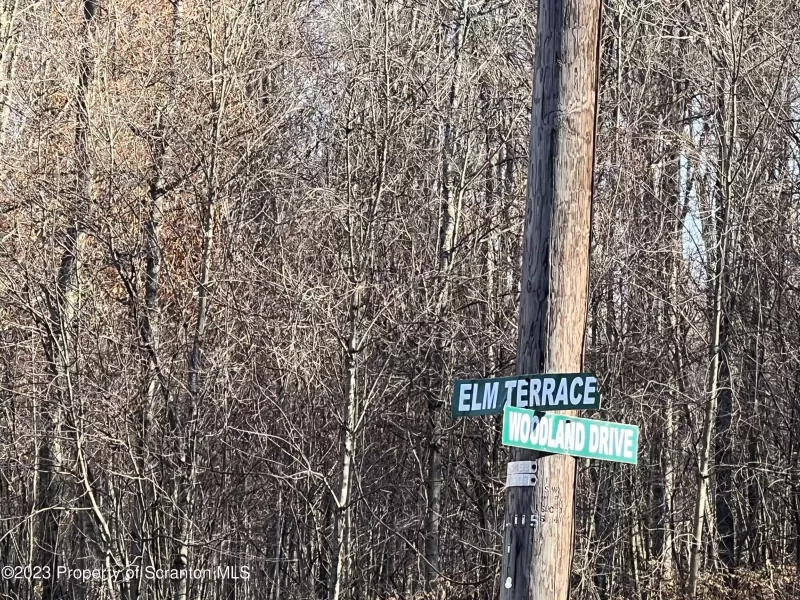 ELM TERRACE
WOODLAND DRIVE
©2023 Property of Scranton MLS